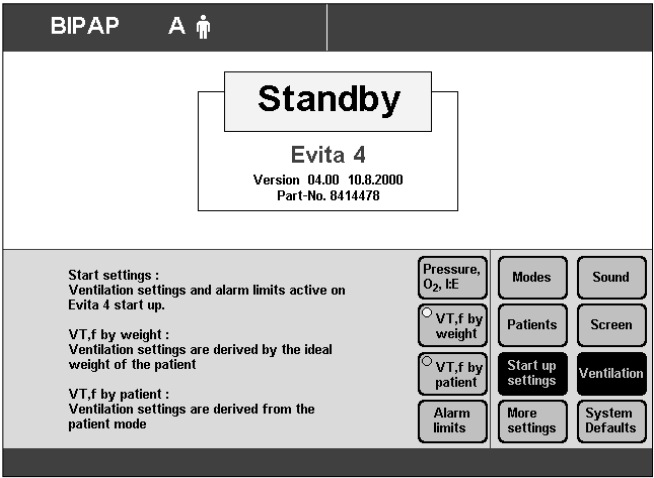 BIPAP A
Standby
Evita 4
Version 04.00 10.8.2000
Part-No. 8414478
Start settings :
Ventilation settings and alarm limits active on
Evita 4 start up.
VT,f by weight :
Ventilation settings are derived by the ideal
weight of the patient
VT,f by patient :
Ventilation settings are derived from the
patient mode
Pressure,
O₂, I:E
VT,f by
weight
VT,f by
patient
Alarm
limits
Modes
Patients
Start up
settings
More
settings
Sound
Screen
Ventilation
System
Defaults